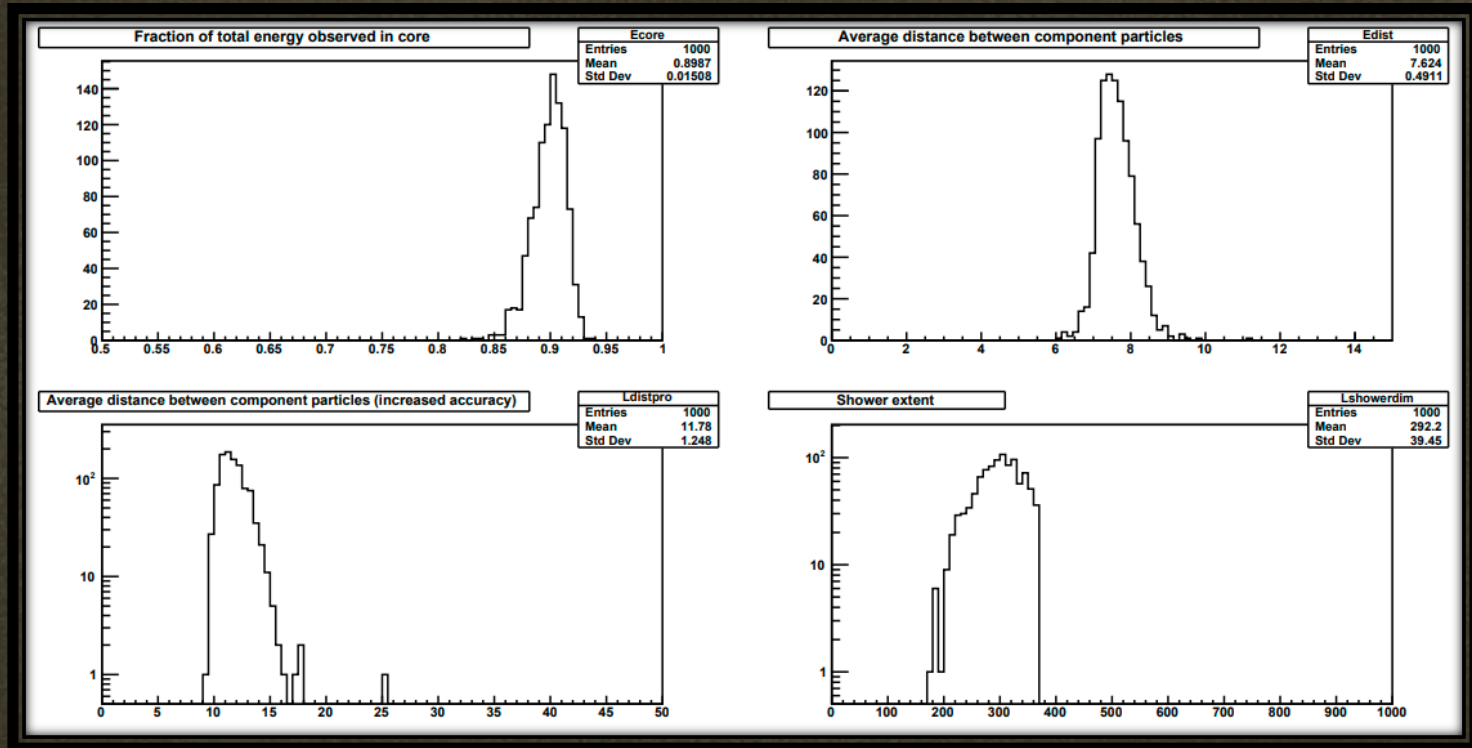 Fraction of total energy observed in core
Ecore
Entries 1000
Mean 0.8987
Std Dev 0.01508
140
120
100
80
60
40
20
0
0.5 0.55 0.6 0.65 0.7 0.75 0.8 0.85 0.9 0.95 1
Average distance between component particles
Edist
Entries 1000
Mean 7.624
Std Dev 0.4911
120
100
80
60
40
20
0
0 2 4 6 8 10 12 14
Average distance between component particles (increased accuracy)
Ldistpro
Entries 1000
Mean 11.78
Std Dev 1.248
10²
10
1
0 5 10 15 20 25 30 35 40 45 50
Shower extent
Lshowerdim
Entries 1000
Mean 292.2
Std Dev 39.45
10²
10
1
0 100 200 300 400 500 600 700 800 900 1000